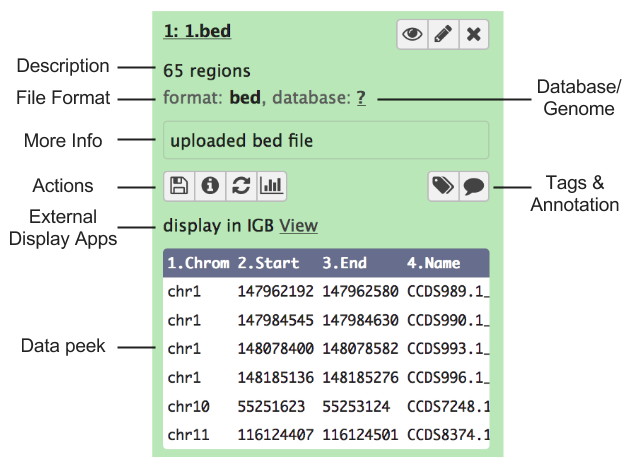 1: 1.bed
Description
65 regions
File Format
format: bed, database: ?
Database/
Genome
More Info
uploaded bed file
Actions
Tags &
Annotation
External
Display Apps
display in IGB View
1.Chrom 2.Start 3.End 4.Name
chr1 147962192 147962580 CCDS989.1_
chr1 147984545 147984630 CCDS990.1_
Data peek
chr1 148078400 148078582 CCDS993.1_
chr1 148185136 148185276 CCDS996.1_
chr10 55251623 55253124 CCDS7248.1
chr11 116124407 116124501 CCDS8374.1